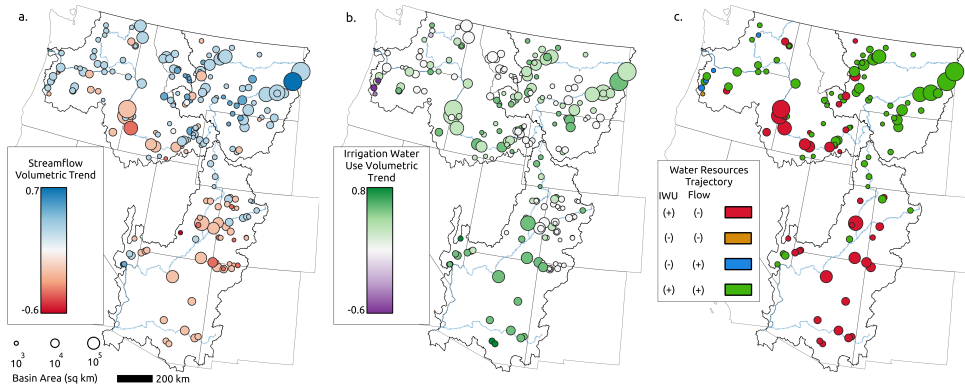 a.
Streamflow
Volumetric Trend
0.7
-0.6
10³ 10⁴ 10⁵
Basin Area (sq km)
200 km
b.
Irrigation Water
Use Volumetric
Trend
0.8
-0.6
c.
Water Resources
Trajectory
IWU Flow
(+) (-)
(-) (-)
(-) (+)
(+) (+)